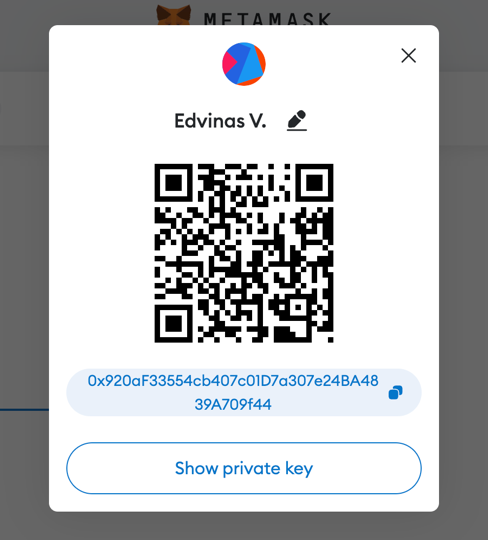 METAMASK
Edvinas V.
0x920aF33554cb407c01D7a307e24BA48
39A709f44
Show private key